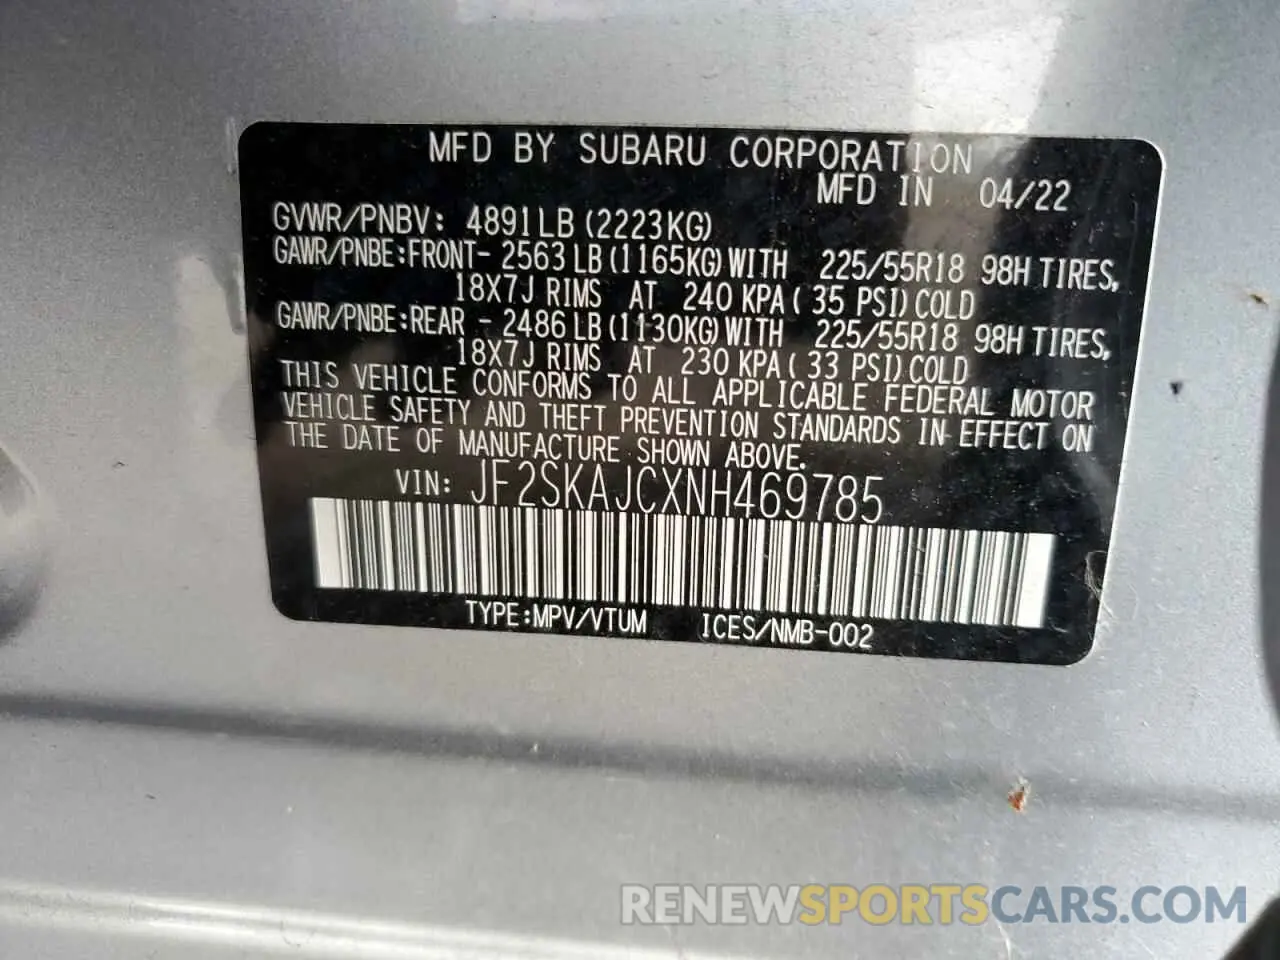 MFD BY SUBARU CORPORATION
MFD IN 04/22
GVWR/PNBV: 4891LB (2223KG)
GAWR/PNBE:FRONT- 2563 LB (1165KG) WITH 225/55R18 98H TIRES,
18X7J RIMS AT 240 KPA ( 35 PSI) COLD
GAWR/PNBE:REAR - 2486 LB (1130KG) WITH 225/55R18 98H TIRES,
18X7J RIMS AT 230 KPA ( 33 PSI) COLD
THIS VEHICLE CONFORMS TO ALL APPLICABLE FEDERAL MOTOR
VEHICLE SAFETY AND THEFT PREVENTION STANDARDS IN EFFECT ON
THE DATE OF MANUFACTURE SHOWN ABOVE.
VIN: JF2SKAJCXNH469785
TYPE:MPV/VTUM ICES/NMB-002
RENEWSPORTSCARS.COM